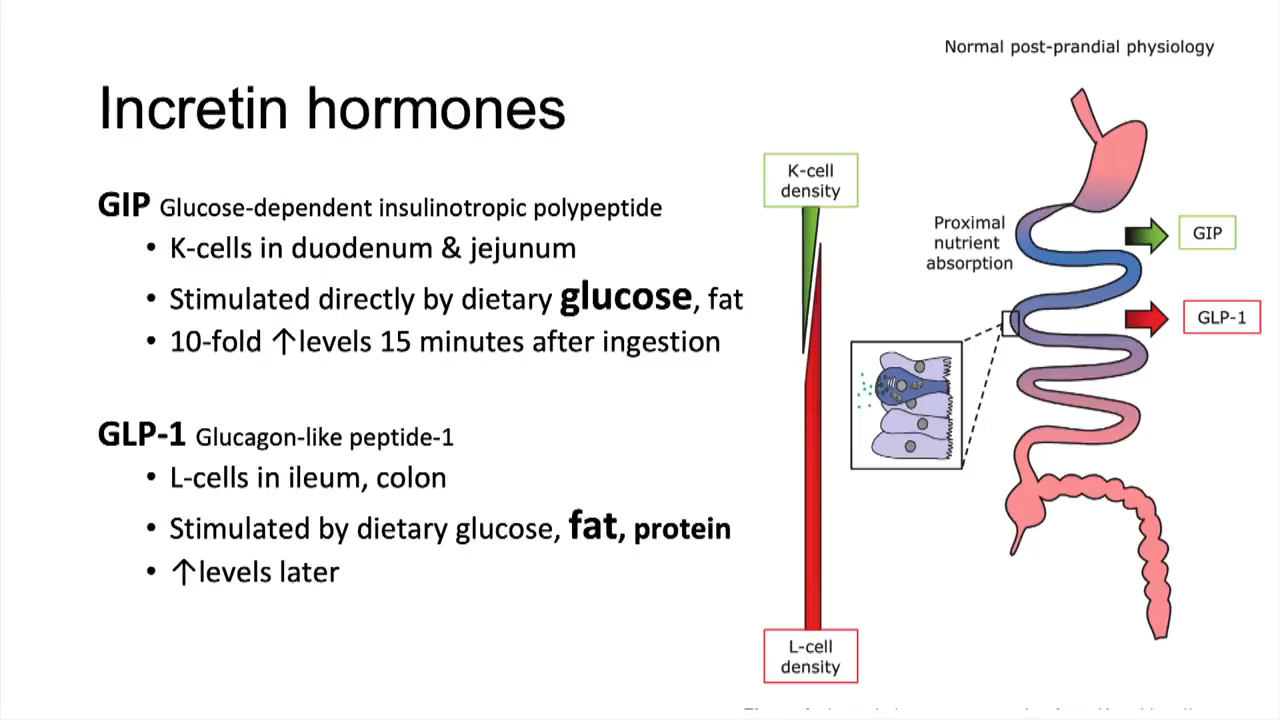 Normal post-prandial physiology
Incretin hormones
GIP Glucose-dependent insulinotropic polypeptide
• K-cells in duodenum & jejunum
• Stimulated directly by dietary glucose, fat
• 10-fold ↑levels 15 minutes after ingestion
GLP-1 Glucagon-like peptide-1
• L-cells in ileum, colon
• Stimulated by dietary glucose, fat, protein
• ↑levels later
K-cell
density
Proximal
nutrient
absorption
GIP
GLP-1
L-cell
density